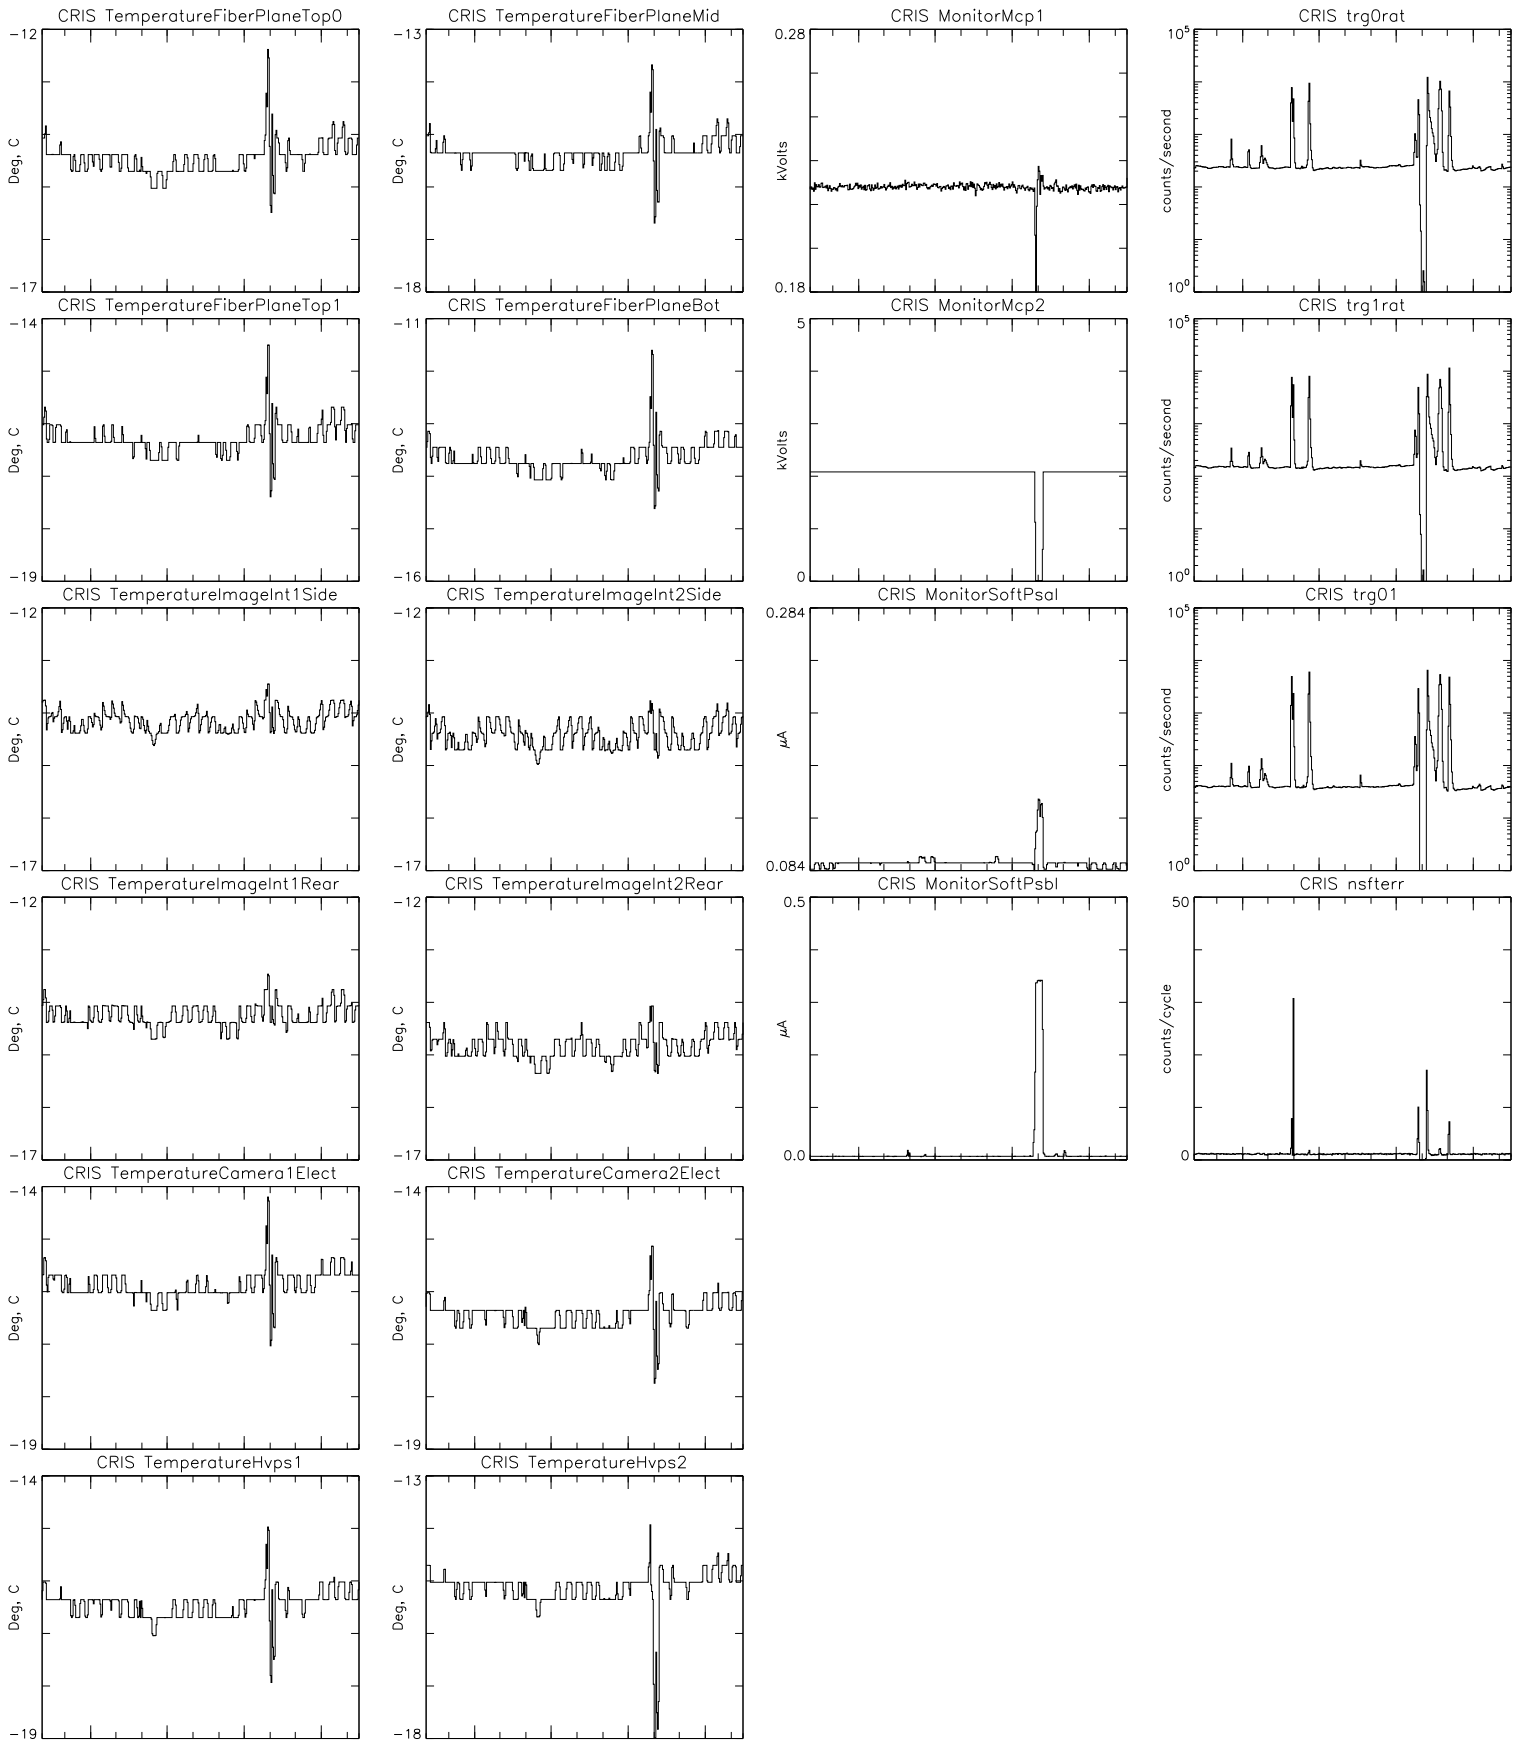 CRIS TemperatureFiberPlaneTop0
-12
Deg, C
-17
CRIS TemperatureFiberPlaneMid
-13
Deg, C
-18
CRIS MonitorMcp1
0.28
kVolts
0.18
CRIS trg0rat
10^5
counts/second
10^0
CRIS TemperatureFiberPlaneTop1
-14
Deg, C
-19
CRIS TemperatureFiberPlaneBot
-11
Deg, C
-16
CRIS MonitorMcp2
5
kVolts
0
CRIS trg1rat
10^5
counts/second
10^0
CRIS TemperatureImageInt1Side
-12
Deg, C
-17
CRIS TemperatureImageInt2Side
-12
Deg, C
-17
CRIS MonitorSoftPsaI
0.284
μA
0.084
CRIS trg01
10^5
counts/second
10^0
CRIS TemperatureImageInt1Rear
-12
Deg, C
-17
CRIS TemperatureImageInt2Rear
-12
Deg, C
-17
CRIS MonitorSoftPsbI
0.5
μA
0.0
CRIS nsfterr
50
counts/cycle
0
CRIS TemperatureCamera1Elect
-14
Deg, C
-19
CRIS TemperatureCamera2Elect
-14
Deg, C
-19
CRIS TemperatureHvps1
-14
Deg, C
-19
CRIS TemperatureHvps2
-13
Deg, C
-18